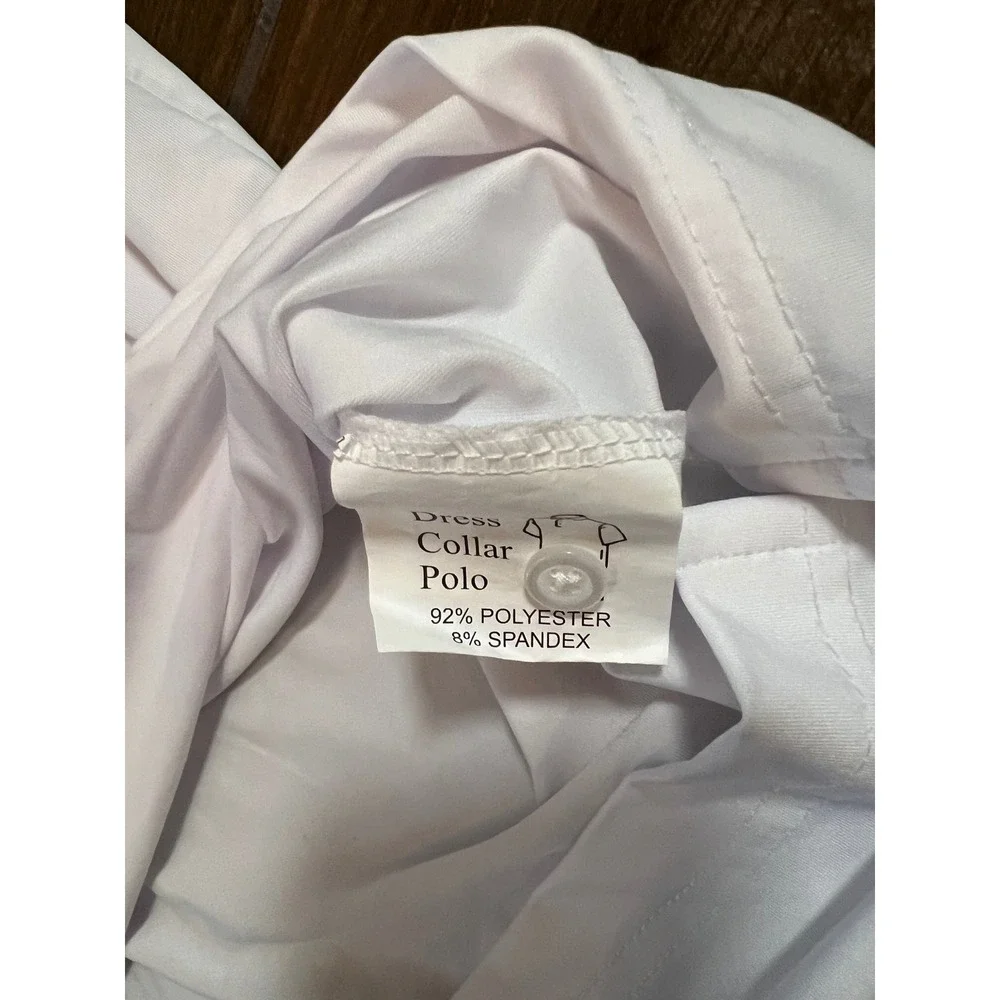 Dress
Collar
Polo
92% POLYESTER
8% SPANDEX